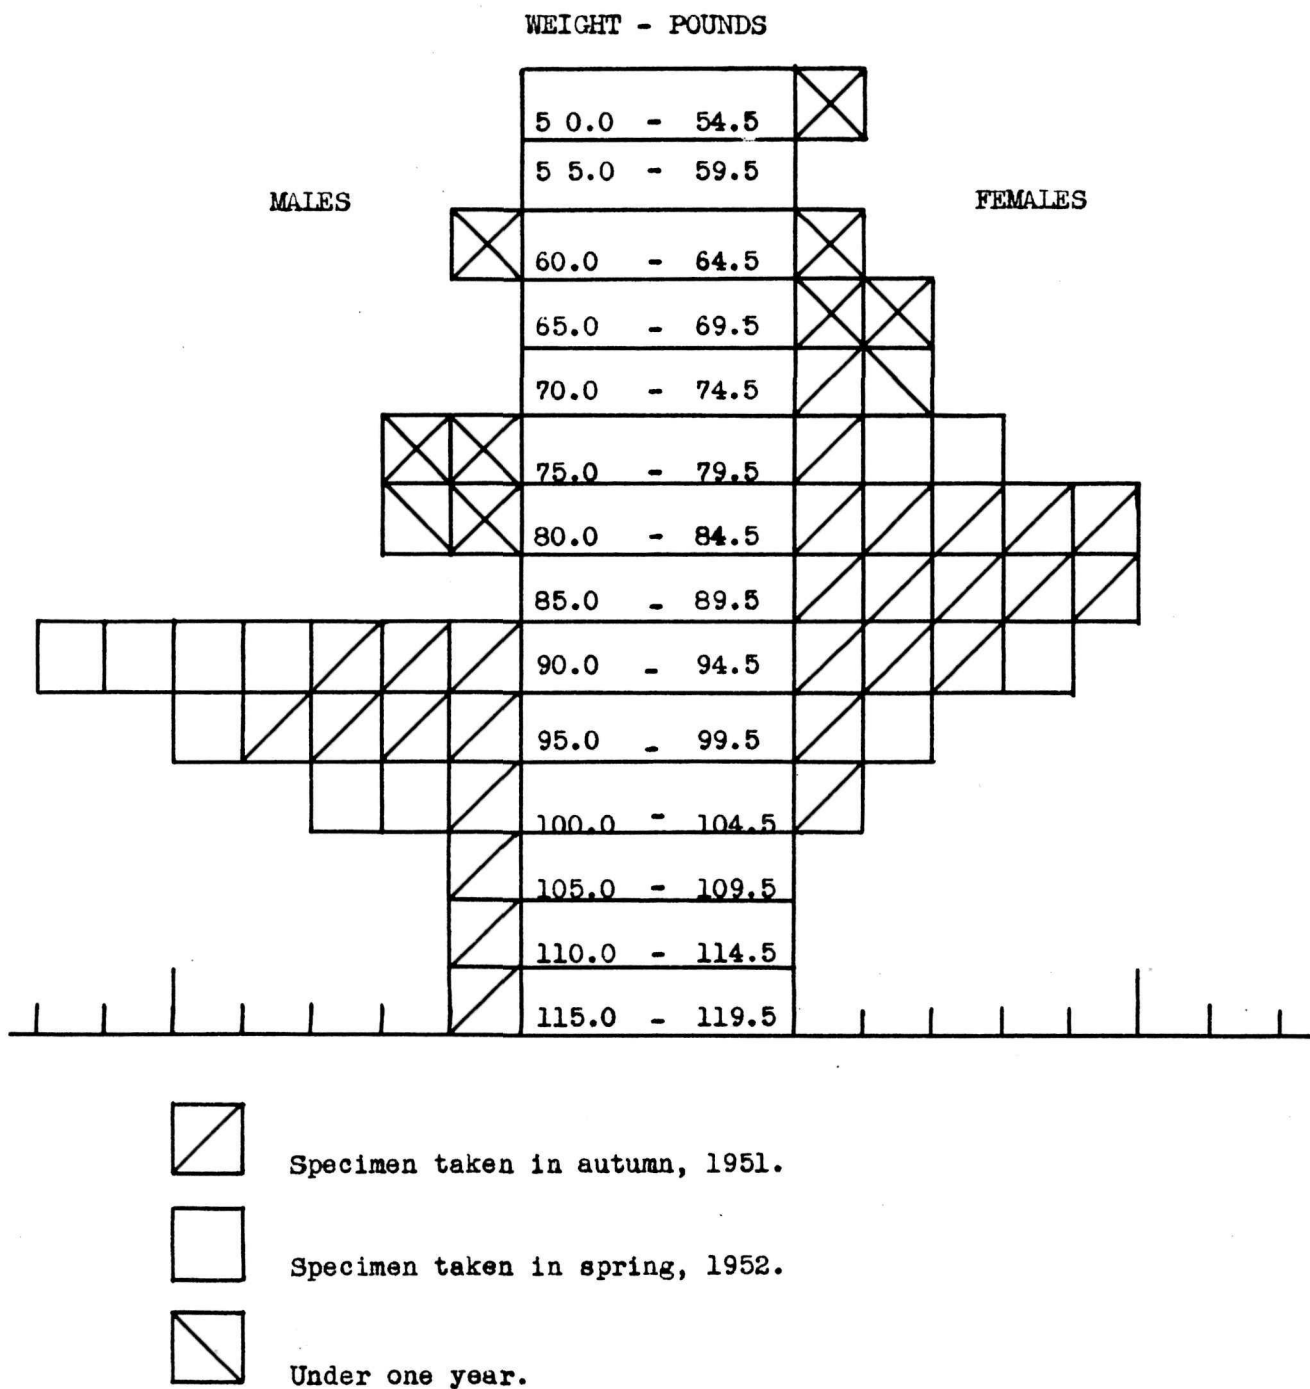 WEIGHT - POUNDS
5 0.0 - 54.5
5 5.0 - 59.5
MALES
FEMALES
60.0 - 64.5
65.0 - 69.5
70.0 - 74.5
75.0 - 79.5
80.0 - 84.5
85.0 - 89.5
90.0 - 94.5
95.0 - 99.5
100.0 - 104.5
105.0 - 109.5
110.0 - 114.5
115.0 - 119.5
Specimen taken in autumn, 1951.
Specimen taken in spring, 1952.
Under one year.